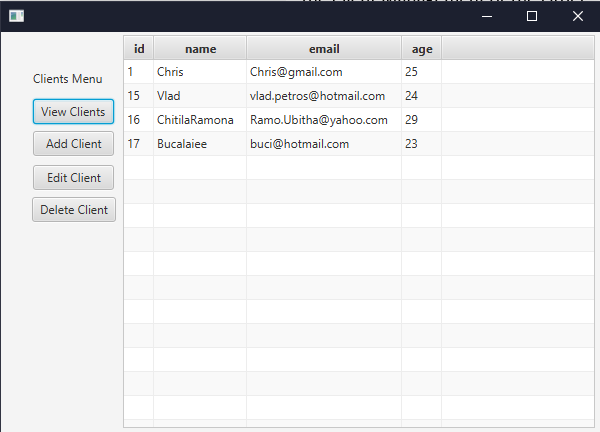 Clients Menu
View Clients
Add Client
Edit Client
Delete Client
id name email age
1 Chris Chris@gmail.com 25
15 Vlad vlad.petros@hotmail.com 24
16 ChitilaRamona Ramo.Ubitha@yahoo.com 29
17 Bucalaiee buci@hotmail.com 23